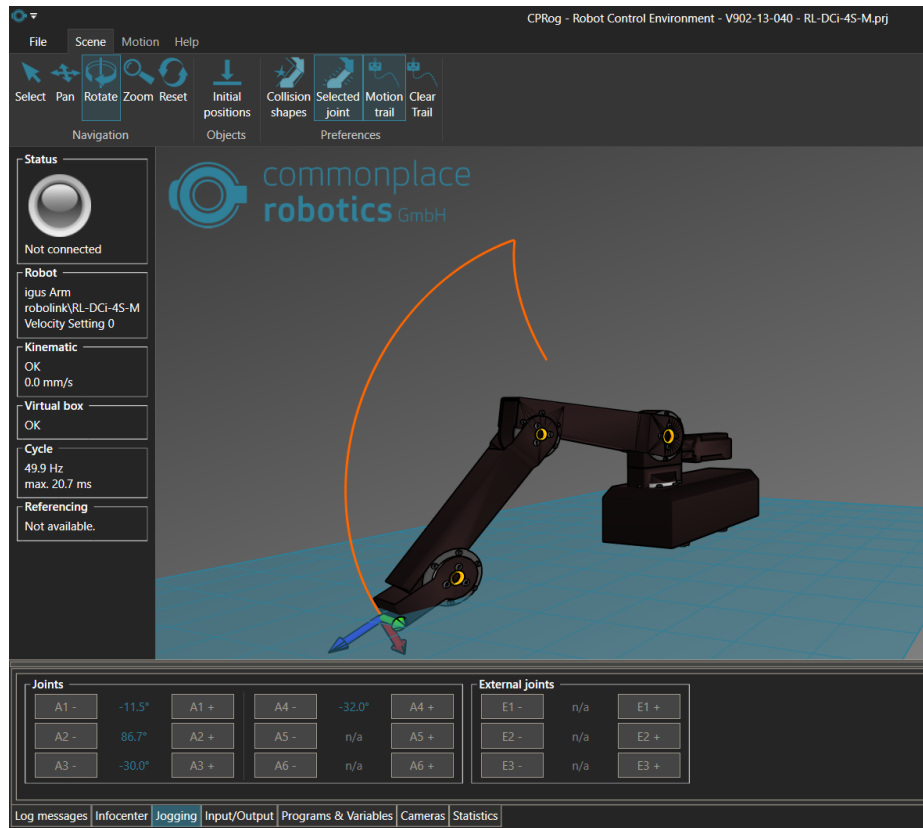 CPRog - Robot Control Environment - V902-13-040 - RL-DCi-4S-M.prj
File Scene Motion Help
Select Pan Rotate Zoom Reset Initial positions Collision shapes Selected joint Motion trail Clear Trail
Navigation Objects Preferences
Status
Not connected
Robot
igus Arm
robolink\RL-DCi-4S-M
Velocity Setting 0
Kinematic
OK
0.0 mm/s
Virtual box
OK
Cycle
49.9 Hz
max. 20.7 ms
Referencing
Not available.
commonplace
robotics GmbH
Joints
A1 - -11.5° A1 + A4 - -32.0° A4 +
A2 - 86.7° A2 + A5 - n/a A5 +
A3 - -30.0° A3 + A6 - n/a A6 +
External joints
E1 - n/a E1 +
E2 - n/a E2 +
E3 - n/a E3 +
Log messages Infocenter Jogging Input/Output Programs & Variables Cameras Statistics